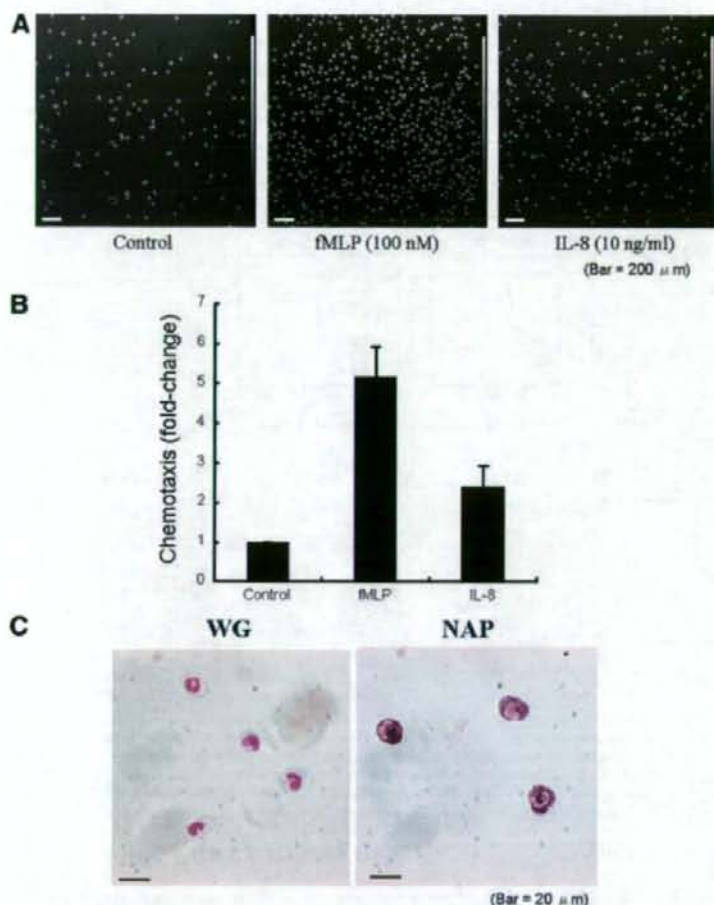 A
Control fMLP (100 nM) IL-8 (10 ng/ml)
(Bar = 200 μm)
B
Chemotaxis (fold-change)
7
6
5
4
3
2
1
0
Control fMLP IL-8
C
WG NAP
(Bar = 20 μm)